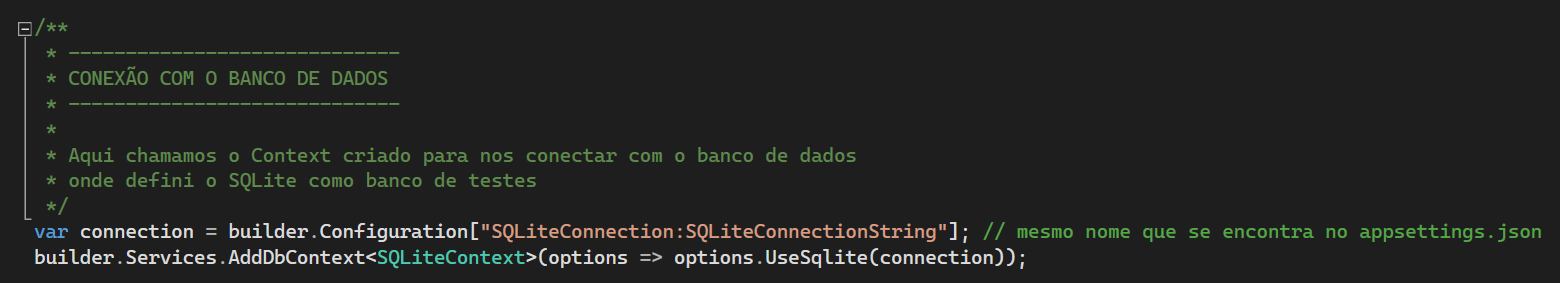 /**
 * -----------------------------
 * CONEXÃO COM O BANCO DE DADOS
 * -----------------------------
 *
 * Aqui chamamos o Context criado para nos conectar com o banco de dados
 * onde defini o SQLite como banco de testes
 */
var connection = builder.Configuration["SQLiteConnection:SQLiteConnectionString"]; // mesmo nome que se encontra no appsettings.json
builder.Services.AddDbContext<SQLiteContext>(options => options.UseSqlite(connection));